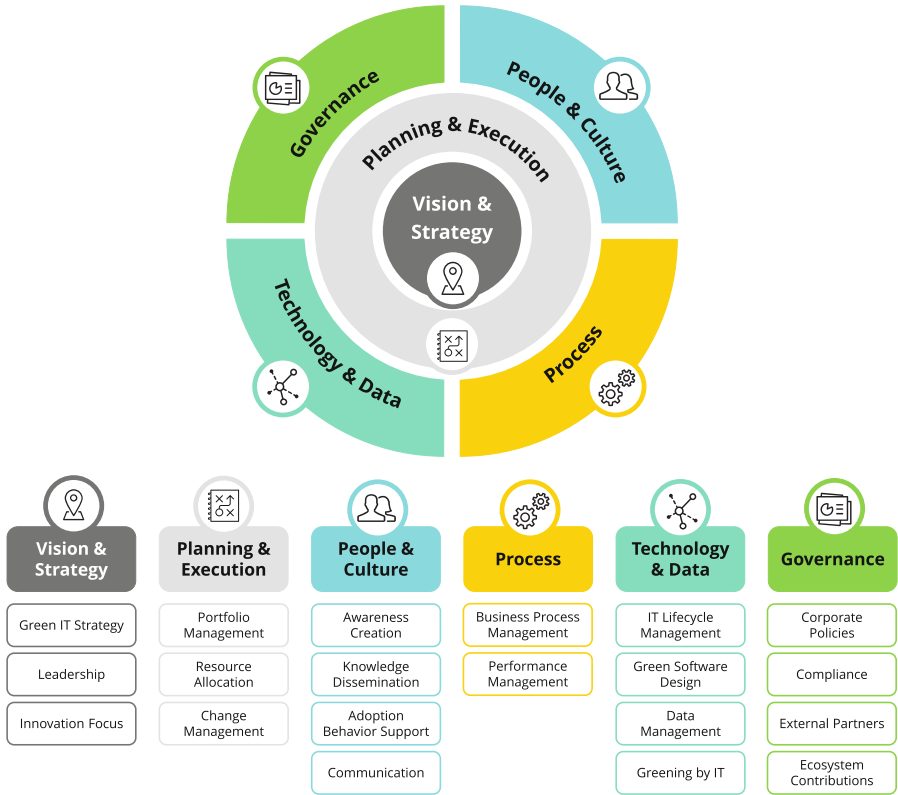 Governance
People & Culture
Planning & Execution
Vision &
Strategy
Technology & Data
Process
Vision &
Strategy
Planning &
Execution
People &
Culture
Process
Technology
& Data
Governance
Green IT Strategy
Leadership
Innovation Focus
Portfolio
Management
Resource
Allocation
Change
Management
Awareness
Creation
Knowledge
Dissemination
Adoption
Behavior Support
Communication
Business Process
Management
Performance
Management
IT Lifecycle
Management
Green Software
Design
Data
Management
Greening by IT
Corporate
Policies
Compliance
External Partners
Ecosystem
Contributions